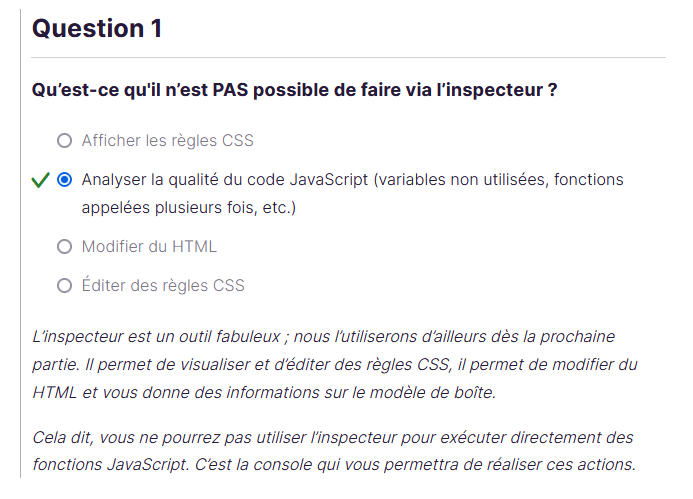 Question 1
Qu’est-ce qu'il n’est PAS possible de faire via l’inspecteur ?
Afficher les règles CSS
Analyser la qualité du code JavaScript (variables non utilisées, fonctions
appelées plusieurs fois, etc.)
Modifier du HTML
Éditer des règles CSS
L’inspecteur est un outil fabuleux ; nous l’utiliserons d’ailleurs dès la prochaine
partie. Il permet de visualiser et d’éditer des règles CSS, il permet de modifier du
HTML et vous donne des informations sur le modèle de boîte.
Cela dit, vous ne pourrez pas utiliser l’inspecteur pour exécuter directement des
fonctions JavaScript. C’est la console qui vous permettra de réaliser ces actions.